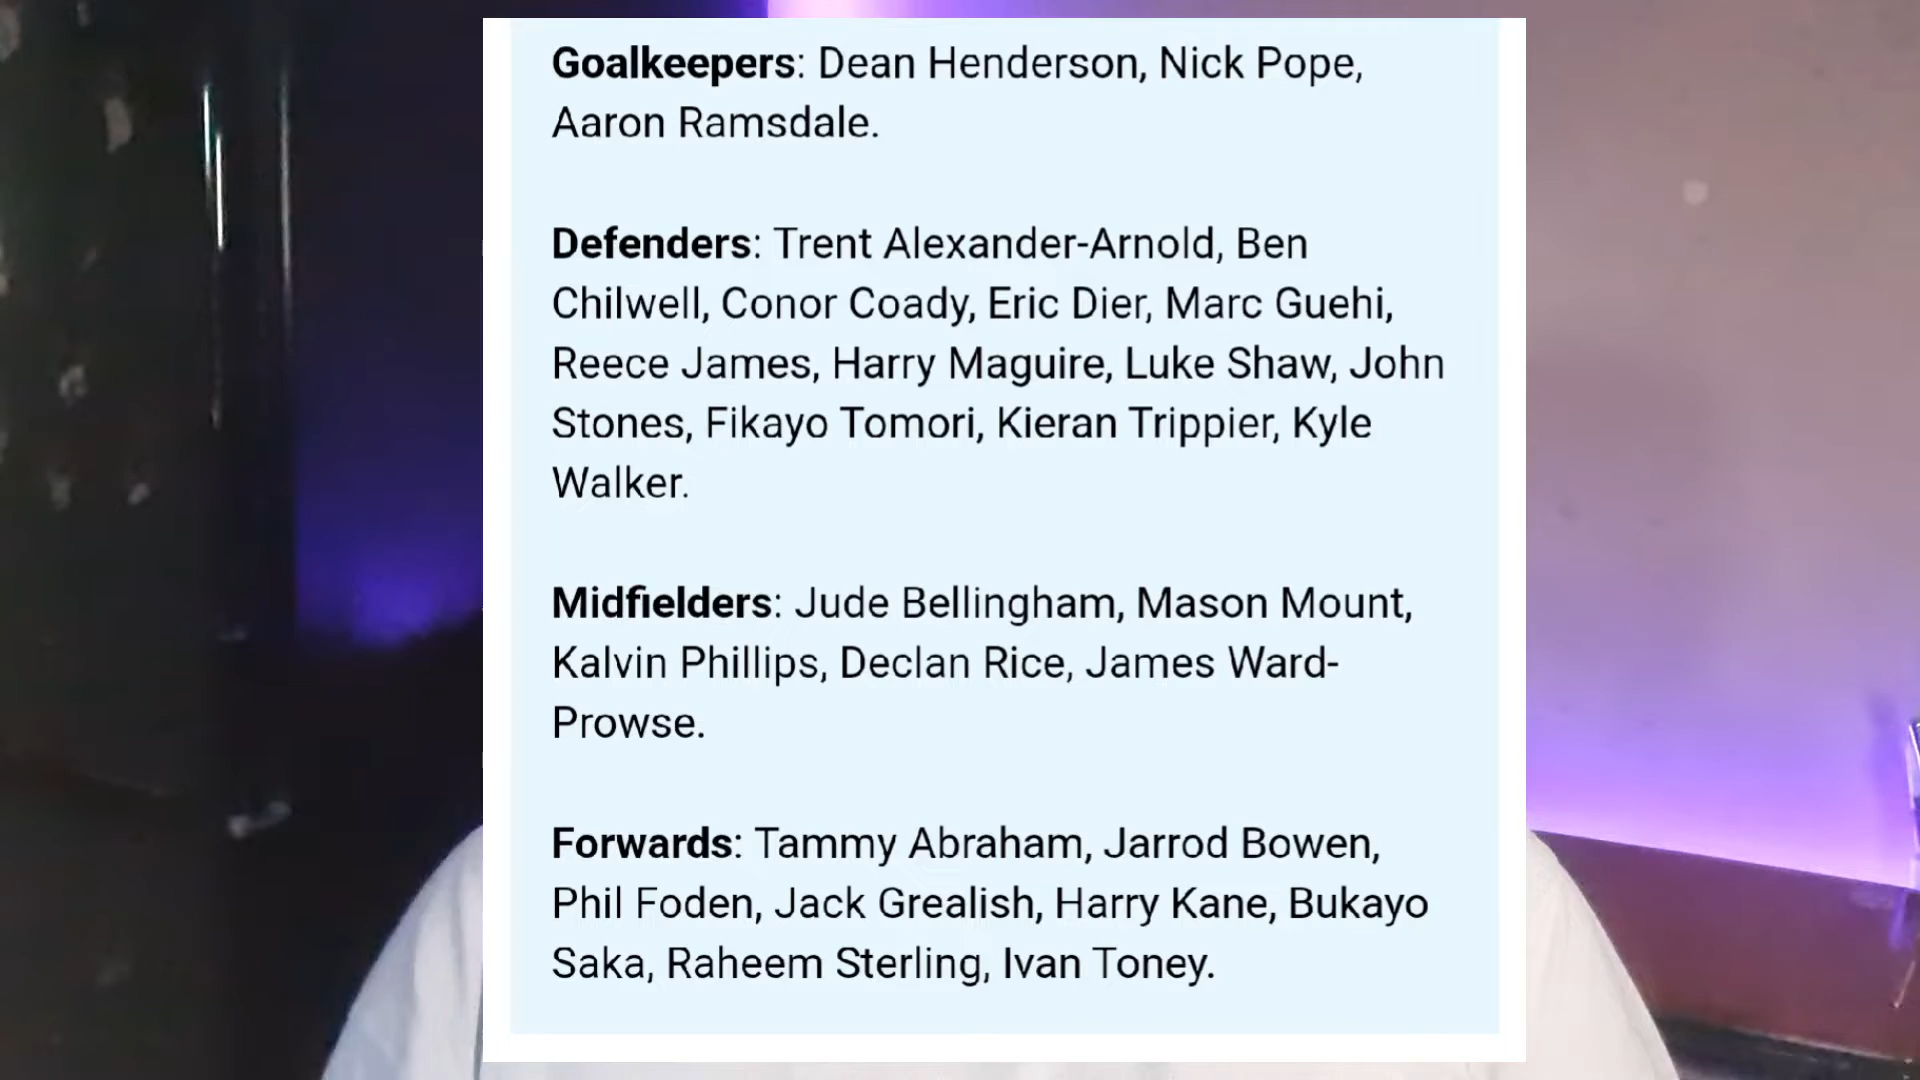 Goalkeepers: Dean Henderson, Nick Pope,
Aaron Ramsdale.
Defenders: Trent Alexander-Arnold, Ben
Chilwell, Conor Coady, Eric Dier, Marc Guehi,
Reece James, Harry Maguire, Luke Shaw, John
Stones, Fikayo Tomori, Kieran Trippier, Kyle
Walker.
Midfielders: Jude Bellingham, Mason Mount,
Kalvin Phillips, Declan Rice, James Ward-
Prowse.
Forwards: Tammy Abraham, Jarrod Bowen,
Phil Foden, Jack Grealish, Harry Kane, Bukayo
Saka, Raheem Sterling, Ivan Toney.